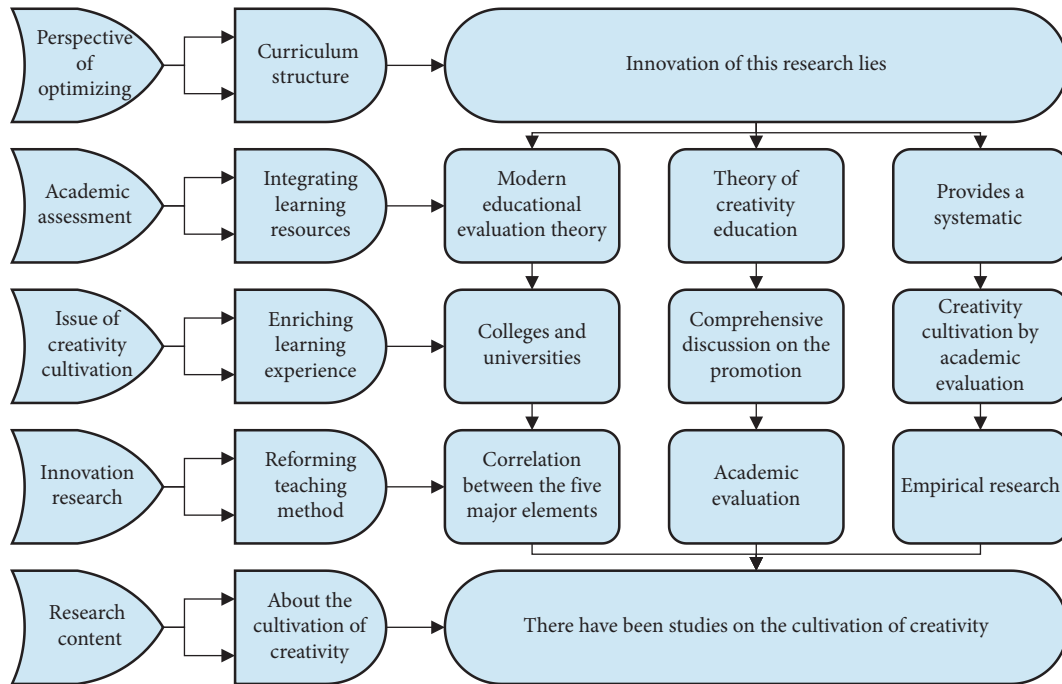 Perspective
of
optimizing
Curriculum
structure
Innovation of this research lies
Academic
assessment
Integrating
learning
resources
Modern
educational
evaluation theory
Theory of
creativity
education
Provides a
systematic
Issue of
creativity
cultivation
Enriching
learning
experience
Colleges and
universities
Comprehensive
discussion on the
promotion
Creativity
cultivation by
academic
evaluation
Innovation
research
Reforming
teaching
method
Correlation
between the five
major elements
Academic
evaluation
Empirical research
Research
content
About the
cultivation of
creativity
There have been studies on the cultivation of creativity